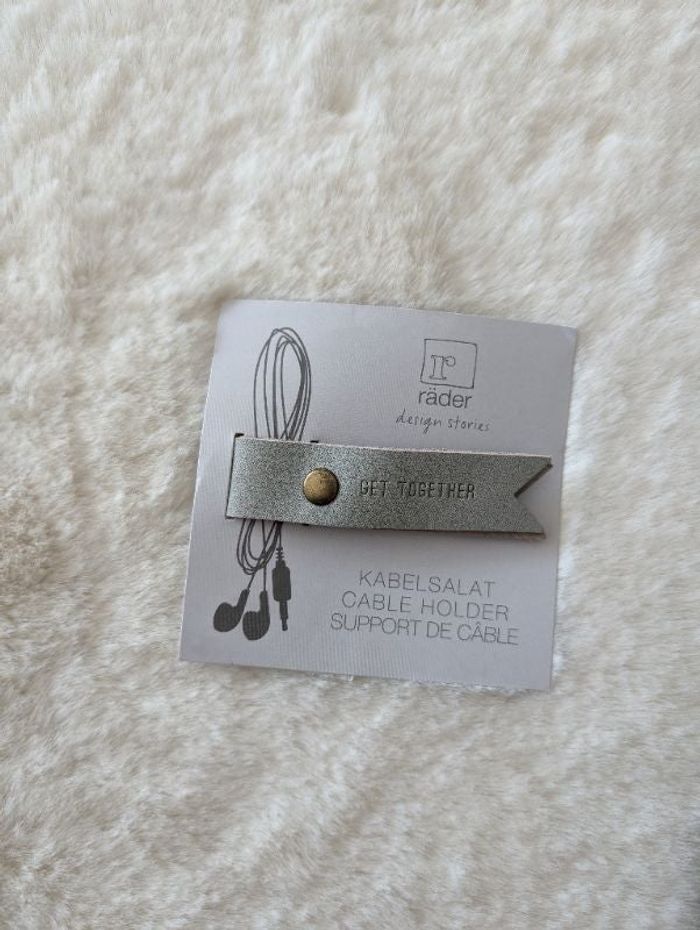 r
räder
design stories
GET TOGETHER
KABELSALAT
CABLE HOLDER
SUPPORT DE CÂBLE